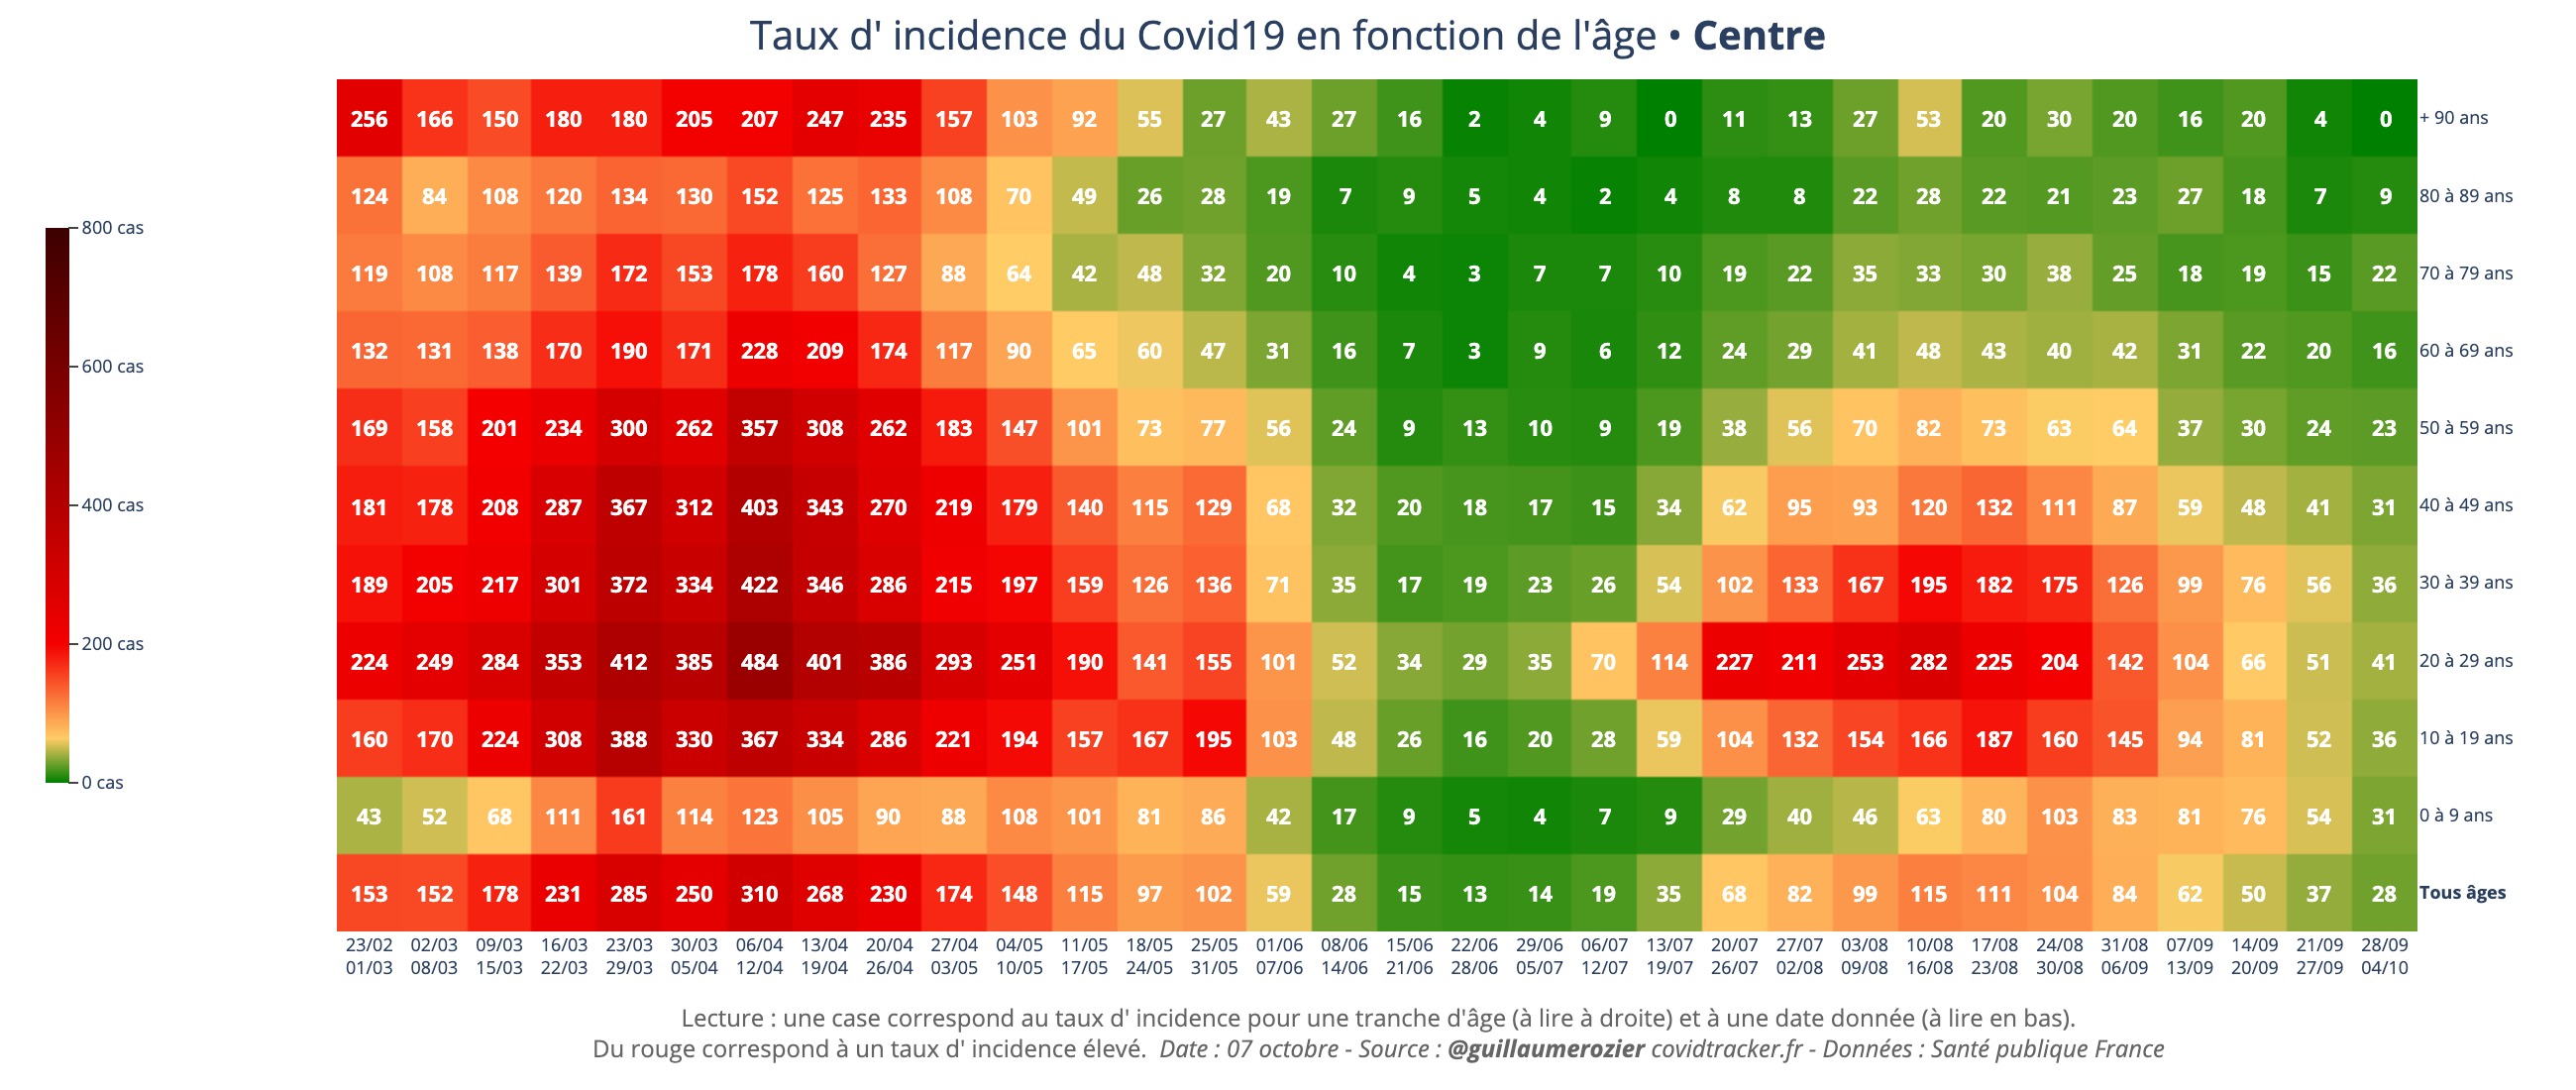 Taux d' incidence du Covid19 en fonction de l'âge • Centre
800 cas
600 cas
400 cas
200 cas
0 cas
256 166 150 180 180 205 207 247 235 157 103 92 55 27 43 27 16 2 4 9 0 11 13 27 53 20 30 20 16 20 4 0 + 90 ans
124 84 108 120 134 130 152 125 133 108 70 49 26 28 19 7 9 5 4 2 4 8 8 22 28 22 21 23 27 18 7 9 80 à 89 ans
119 108 117 139 172 153 178 160 127 88 64 42 48 32 20 10 4 3 7 7 10 19 22 35 33 30 38 25 18 19 15 22 70 à 79 ans
132 131 138 170 190 171 228 209 174 117 90 65 60 47 31 16 7 3 9 6 12 24 29 41 48 43 40 42 31 22 20 16 60 à 69 ans
169 158 201 234 300 262 357 308 262 183 147 101 73 77 56 24 9 13 10 9 19 38 56 70 82 73 63 64 37 30 24 23 50 à 59 ans
181 178 208 287 367 312 403 343 270 219 179 140 115 129 68 32 20 18 17 15 34 62 95 93 120 132 111 87 59 48 41 31 40 à 49 ans
189 205 217 301 372 334 422 346 286 215 197 159 126 136 71 35 17 19 23 26 54 102 133 167 195 182 175 126 99 76 56 36 30 à 39 ans
224 249 284 353 412 385 484 401 386 293 251 190 141 155 101 52 34 29 35 70 114 227 211 253 282 225 204 142 104 66 51 41 20 à 29 ans
160 170 224 308 388 330 367 334 286 221 194 157 167 195 103 48 26 16 20 28 59 104 132 154 166 187 160 145 94 81 52 36 10 à 19 ans
43 52 68 111 161 114 123 105 90 88 108 101 81 86 42 17 9 5 4 7 9 29 40 46 63 80 103 83 81 76 54 31 0 à 9 ans
153 152 178 231 285 250 310 268 230 174 148 115 97 102 59 28 15 13 14 19 35 68 82 99 115 111 104 84 62 50 37 28 Tous âges
23/02 02/03 09/03 16/03 23/03 30/03 06/04 13/04 20/04 27/04 04/05 11/05 18/05 25/05 01/06 08/06 15/06 22/06 29/06 06/07 13/07 20/07 27/07 03/08 10/08 17/08 24/08 31/08 07/09 14/09 21/09 28/09
01/03 08/03 15/03 22/03 29/03 05/04 12/04 19/04 26/04 03/05 10/05 17/05 24/05 31/05 07/06 14/06 21/06 28/06 05/07 12/07 19/07 26/07 02/08 09/08 16/08 23/08 30/08 06/09 13/09 20/09 27/09 04/10
Lecture : une case correspond au taux d' incidence pour une tranche d'âge (à lire à droite) et à une date donnée (à lire en bas).
Du rouge correspond à un taux d' incidence élevé. Date : 07 octobre - Source : @guillaumerozier covidtracker.fr - Données : Santé publique France